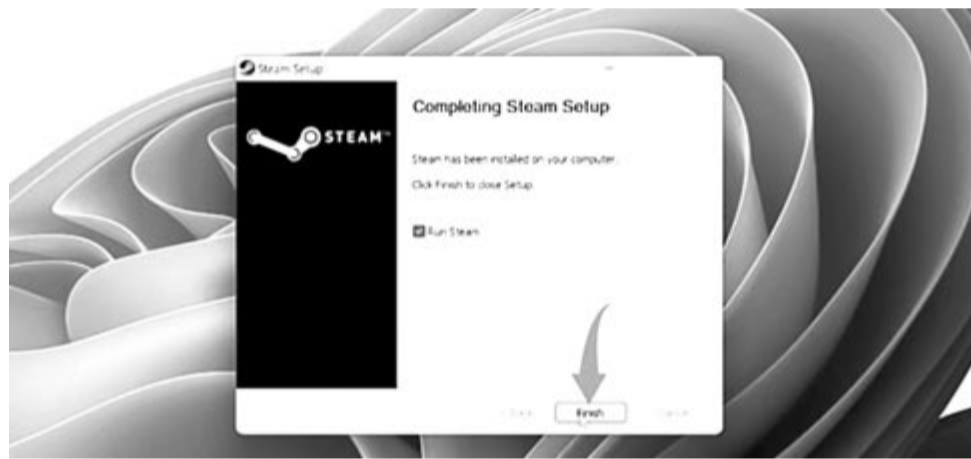 Steam Setup
STEAM™
Completing Steam Setup
Steam has been installed on your computer.
Click Finish to close Setup.
Run Steam
Finish